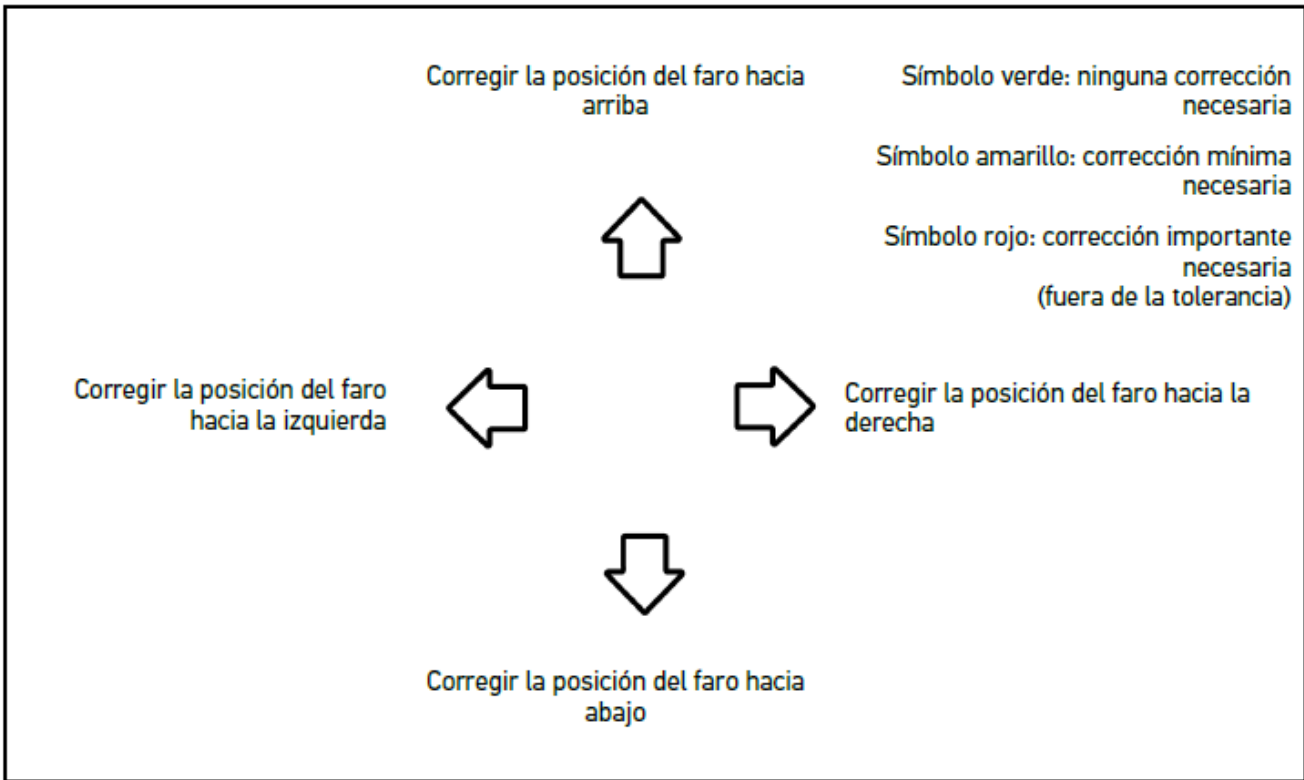 Corregir la posición del faro hacia
arriba
Símbolo verde: ninguna corrección
necesaria
Símbolo amarillo: corrección mínima
necesaria
Símbolo rojo: corrección importante
necesaria
(fuera de la tolerancia)
Corregir la posición del faro
hacia la izquierda
Corregir la posición del faro hacia la
derecha
Corregir la posición del faro hacia
abajo